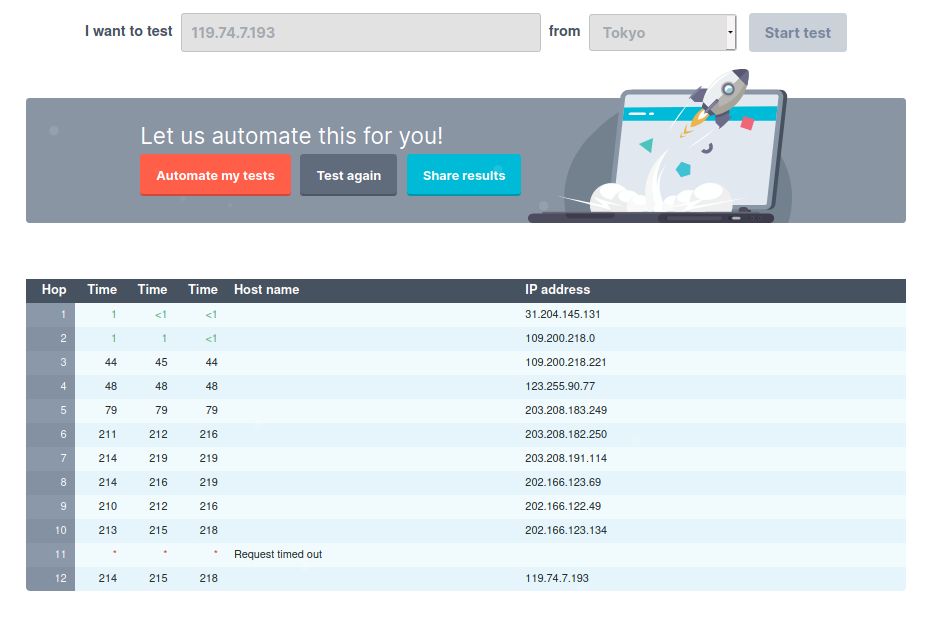 I want to test 119.74.7.193 from Tokyo Start test
Let us automate this for you!
Automate my tests Test again Share results
Hop Time Time Time Host name IP address
1 1 <1 <1 31.204.145.131
2 1 1 <1 109.200.218.0
3 44 45 44 109.200.218.221
4 48 48 48 123.255.90.77
5 79 79 79 203.208.183.249
6 211 212 216 203.208.182.250
7 214 219 219 203.208.191.114
8 214 216 219 202.166.123.69
9 210 212 216 202.166.122.49
10 213 215 218 202.166.123.134
11 * * * Request timed out
12 214 215 218 119.74.7.193